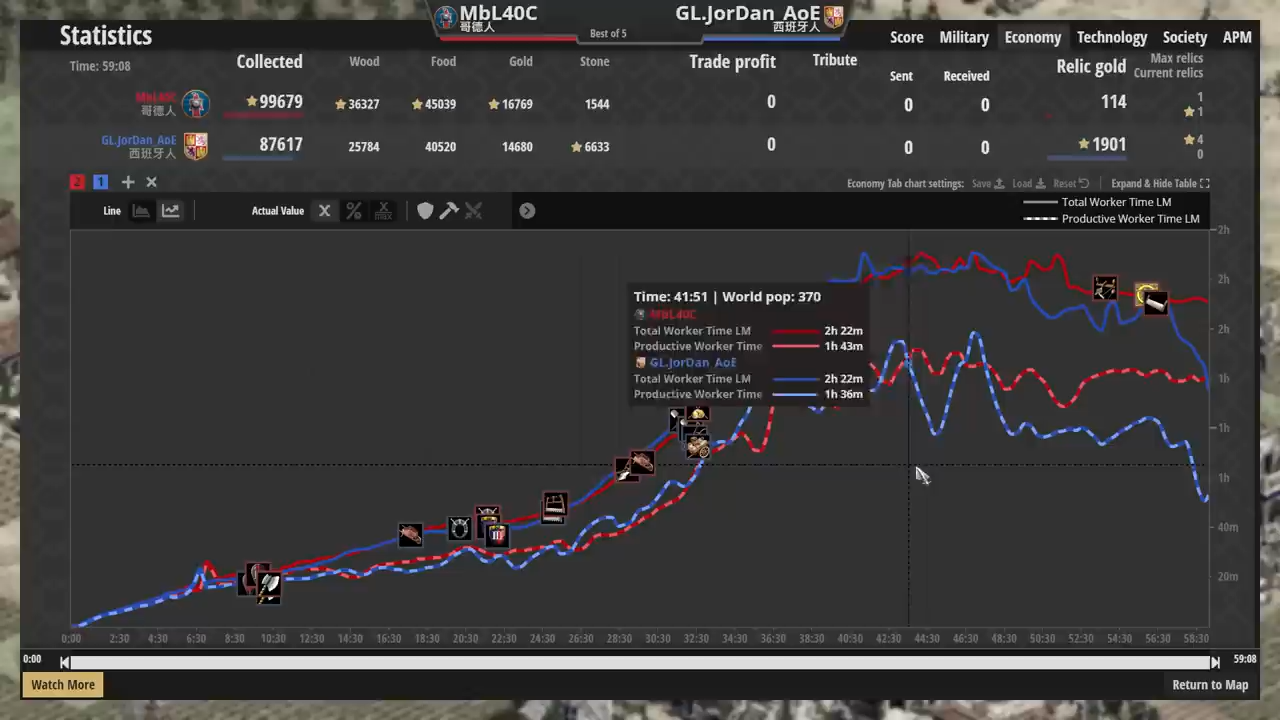 MbL40C
哥德人
Best of 5
GL.JorDan_AoE
西班牙人
Statistics
Score Military Economy Technology Society APM
Time: 59:08
Collected Wood Food Gold Stone Trade profit Tribute Sent Received Relic gold Max relics
Current relics
MbL40C
哥德人
99679 36327 45039 16769 1544 0 0 0 114 1
1
GL.JorDan_AoE
西班牙人
87617 25784 40520 14680 6633 0 0 0 1901 4
0
2 1 + ×
Economy Tab chart settings: Save Load Reset Expand & Hide Table
Line Actual Value X % X MAX
Total Worker Time LM
Productive Worker Time LM
Time: 41:51 | World pop: 370
MbL40C
Total Worker Time LM 2h 22m
Productive Worker Time 1h 43m
GL.JorDan_AoE
Total Worker Time LM 2h 22m
Productive Worker Time 1h 36m
2h
2h
2h
1h
1h
1h
40m
20m
0:00 2:30 4:30 6:30 8:30 10:30 12:30 14:30 16:30 18:30 20:30 22:30 24:30 26:30 28:30 30:30 32:30 34:30 36:30 38:30 40:30 42:30 44:30 46:30 48:30 50:30 52:30 54:30 56:30 58:30
0:00 59:08
Watch More Return to Map